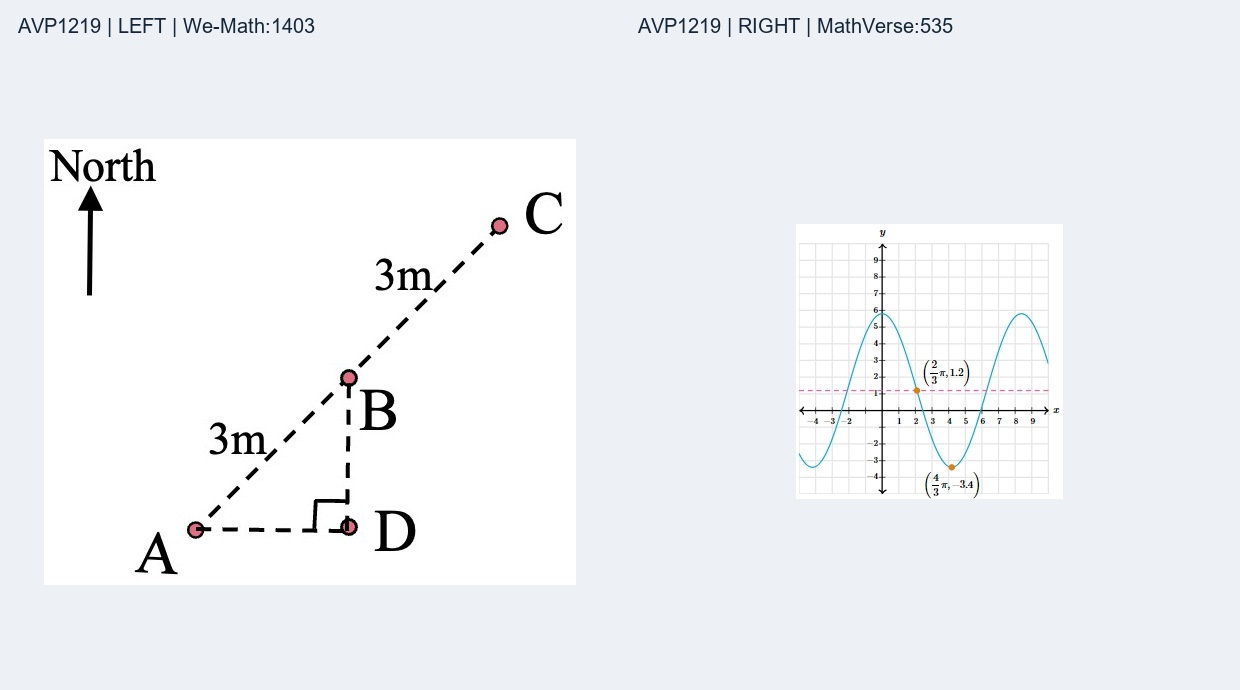 AVP1219 | LEFT | We-Math:1403
AVP1219 | RIGHT | MathVerse:535
North
C
3m
B
3m
A
D
y
9
8
7
6
5
4
3
2
1
(2/3 π, 1.2)
-4 -3 -2 1 2 3 4 5 6 7 8 9 x
-2
-3
-4
(4/3 π, -3.4)